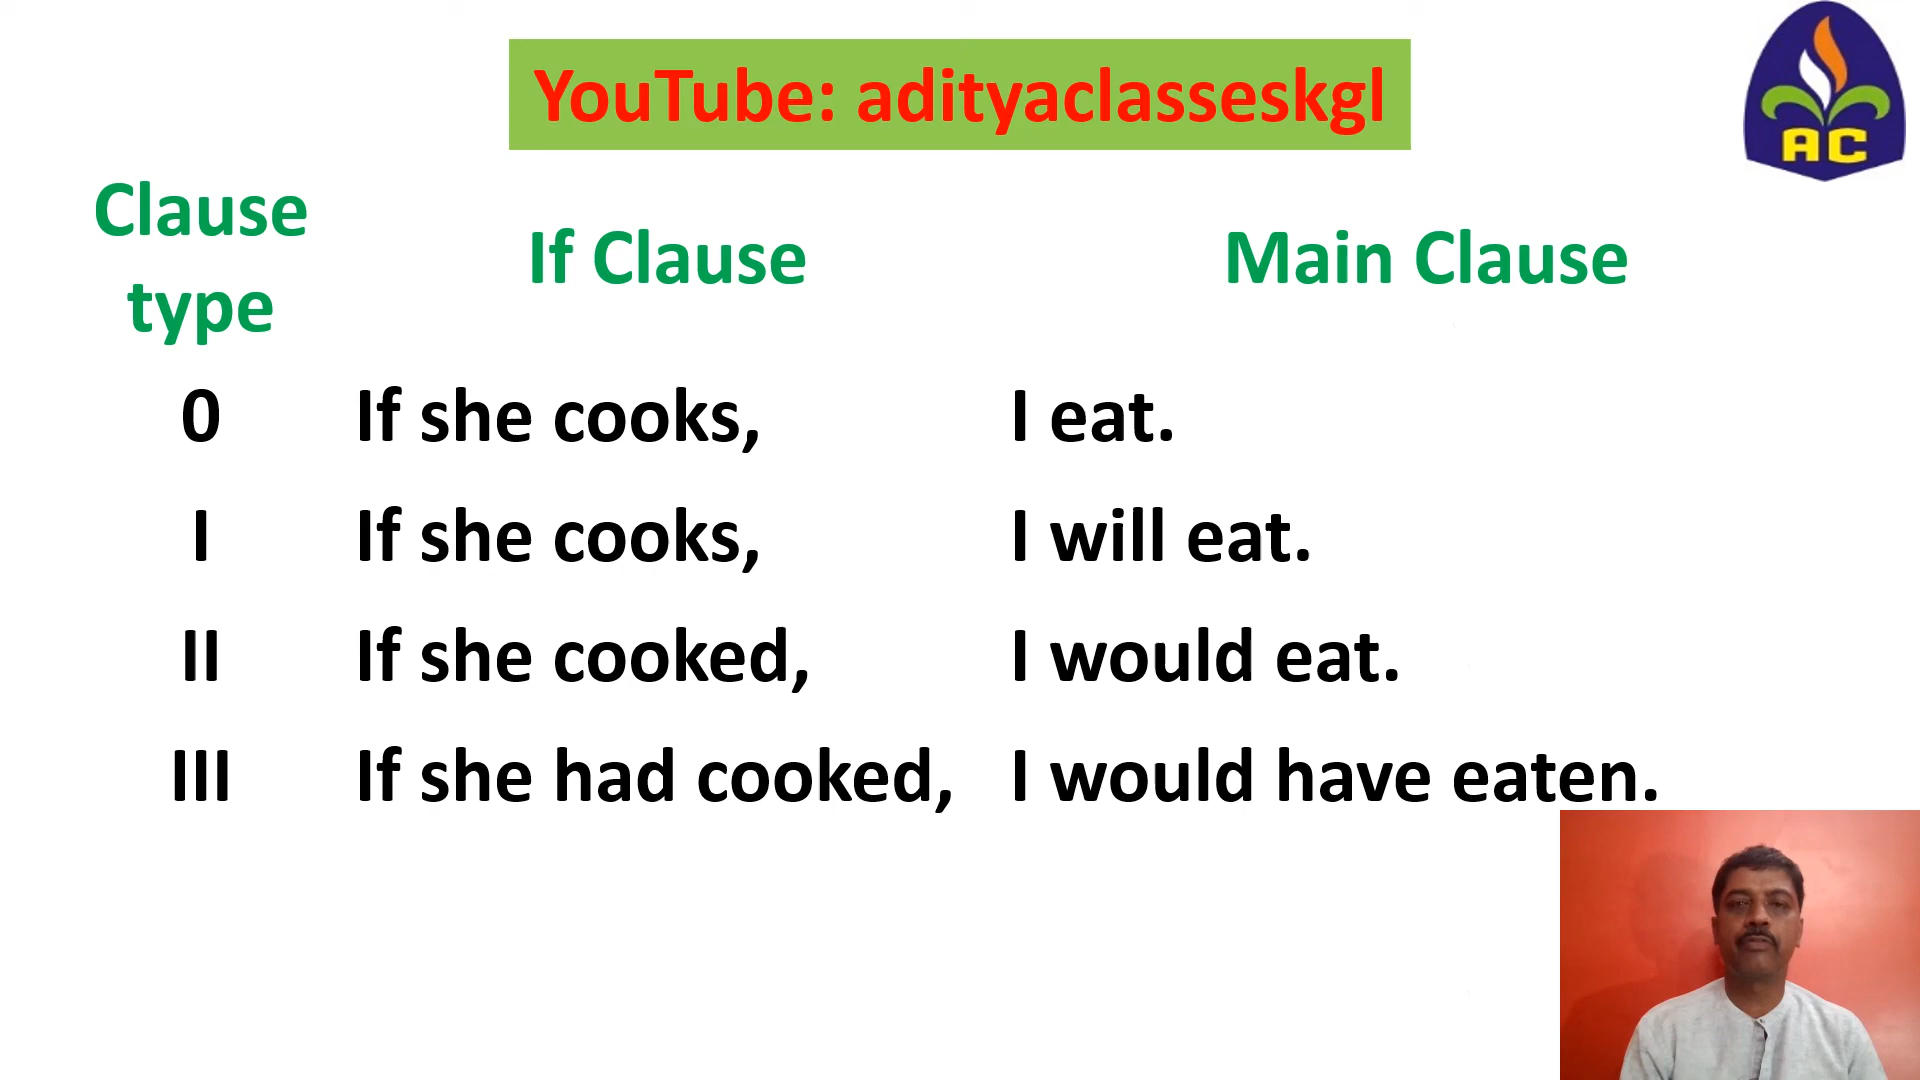 YouTube: adityaclasseskgl
AC
Clause type If Clause Main Clause
0 If she cooks, I eat.
I If she cooks, I will eat.
II If she cooked, I would eat.
III If she had cooked, I would have eaten.